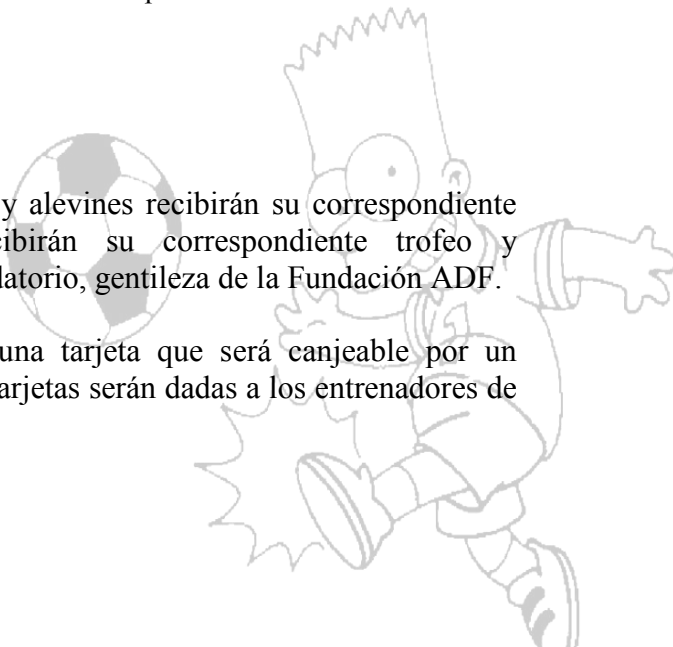 y alevines recibirán su correspondiente
cibirán su correspondiente trofeo y
latorio, gentileza de la Fundación ADF.
una tarjeta que será canjeable por un
arjetas serán dadas a los entrenadores de